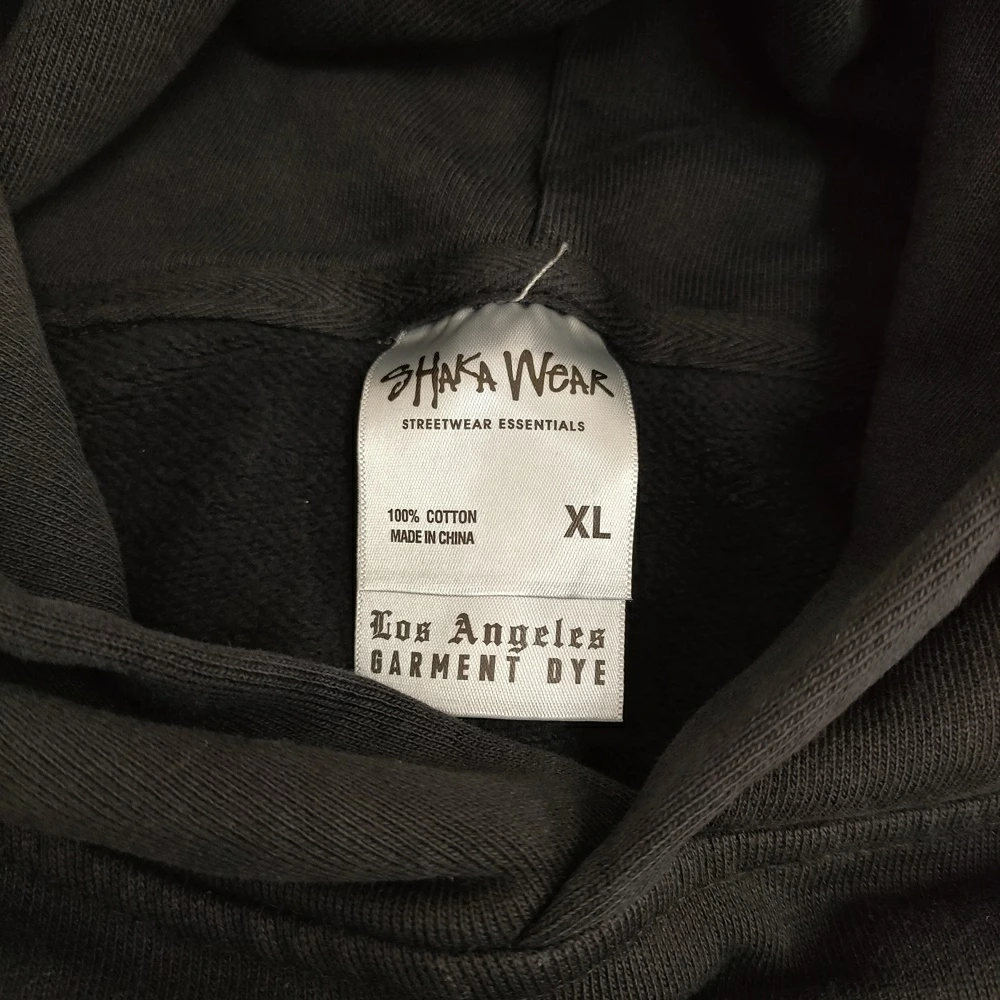 SHAKA WEAR
STREETWEAR ESSENTIALS
100% COTTON
MADE IN CHINA
XL
Los Angeles
GARMENT DYE